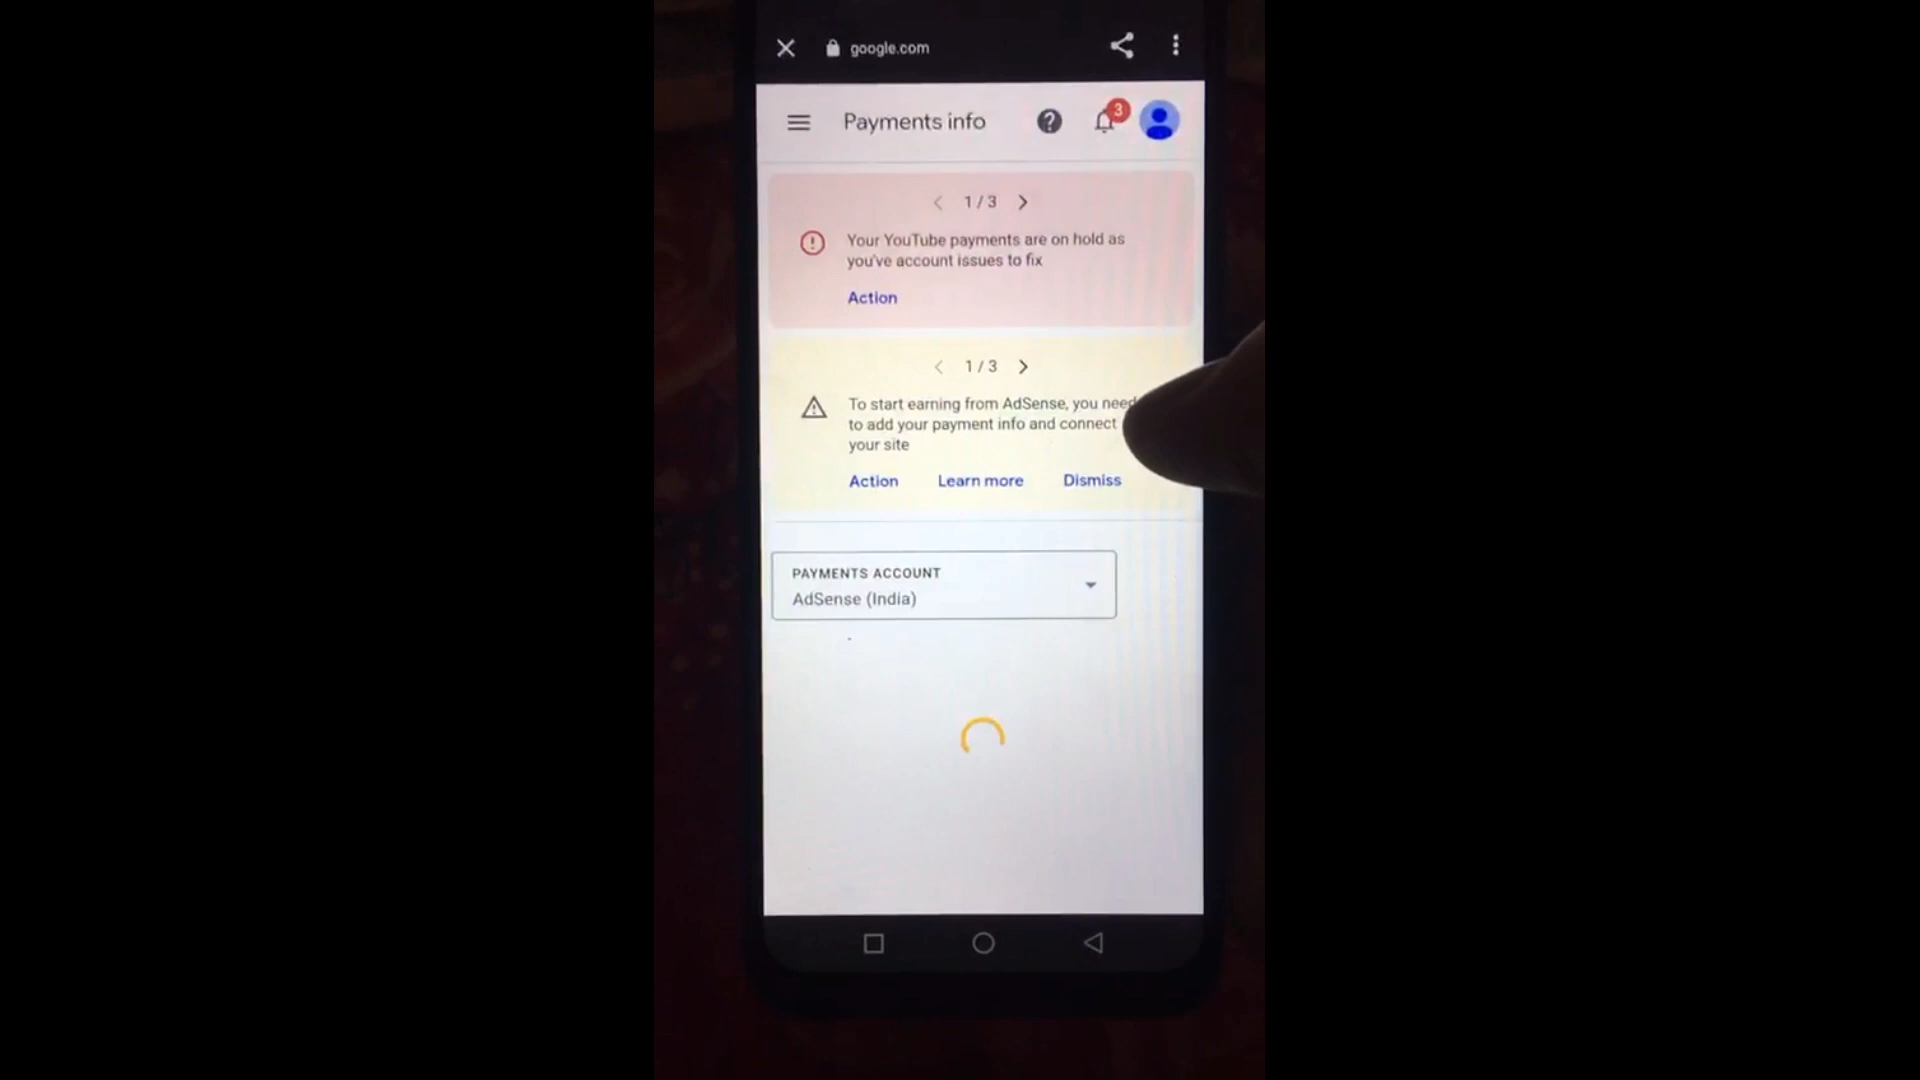 google.com
Payments info
3
1 / 3
Your YouTube payments are on hold as
you've account issues to fix
Action
1 / 3
To start earning from AdSense, you need
to add your payment info and connect
your site
Action Learn more Dismiss
PAYMENTS ACCOUNT
AdSense (India)